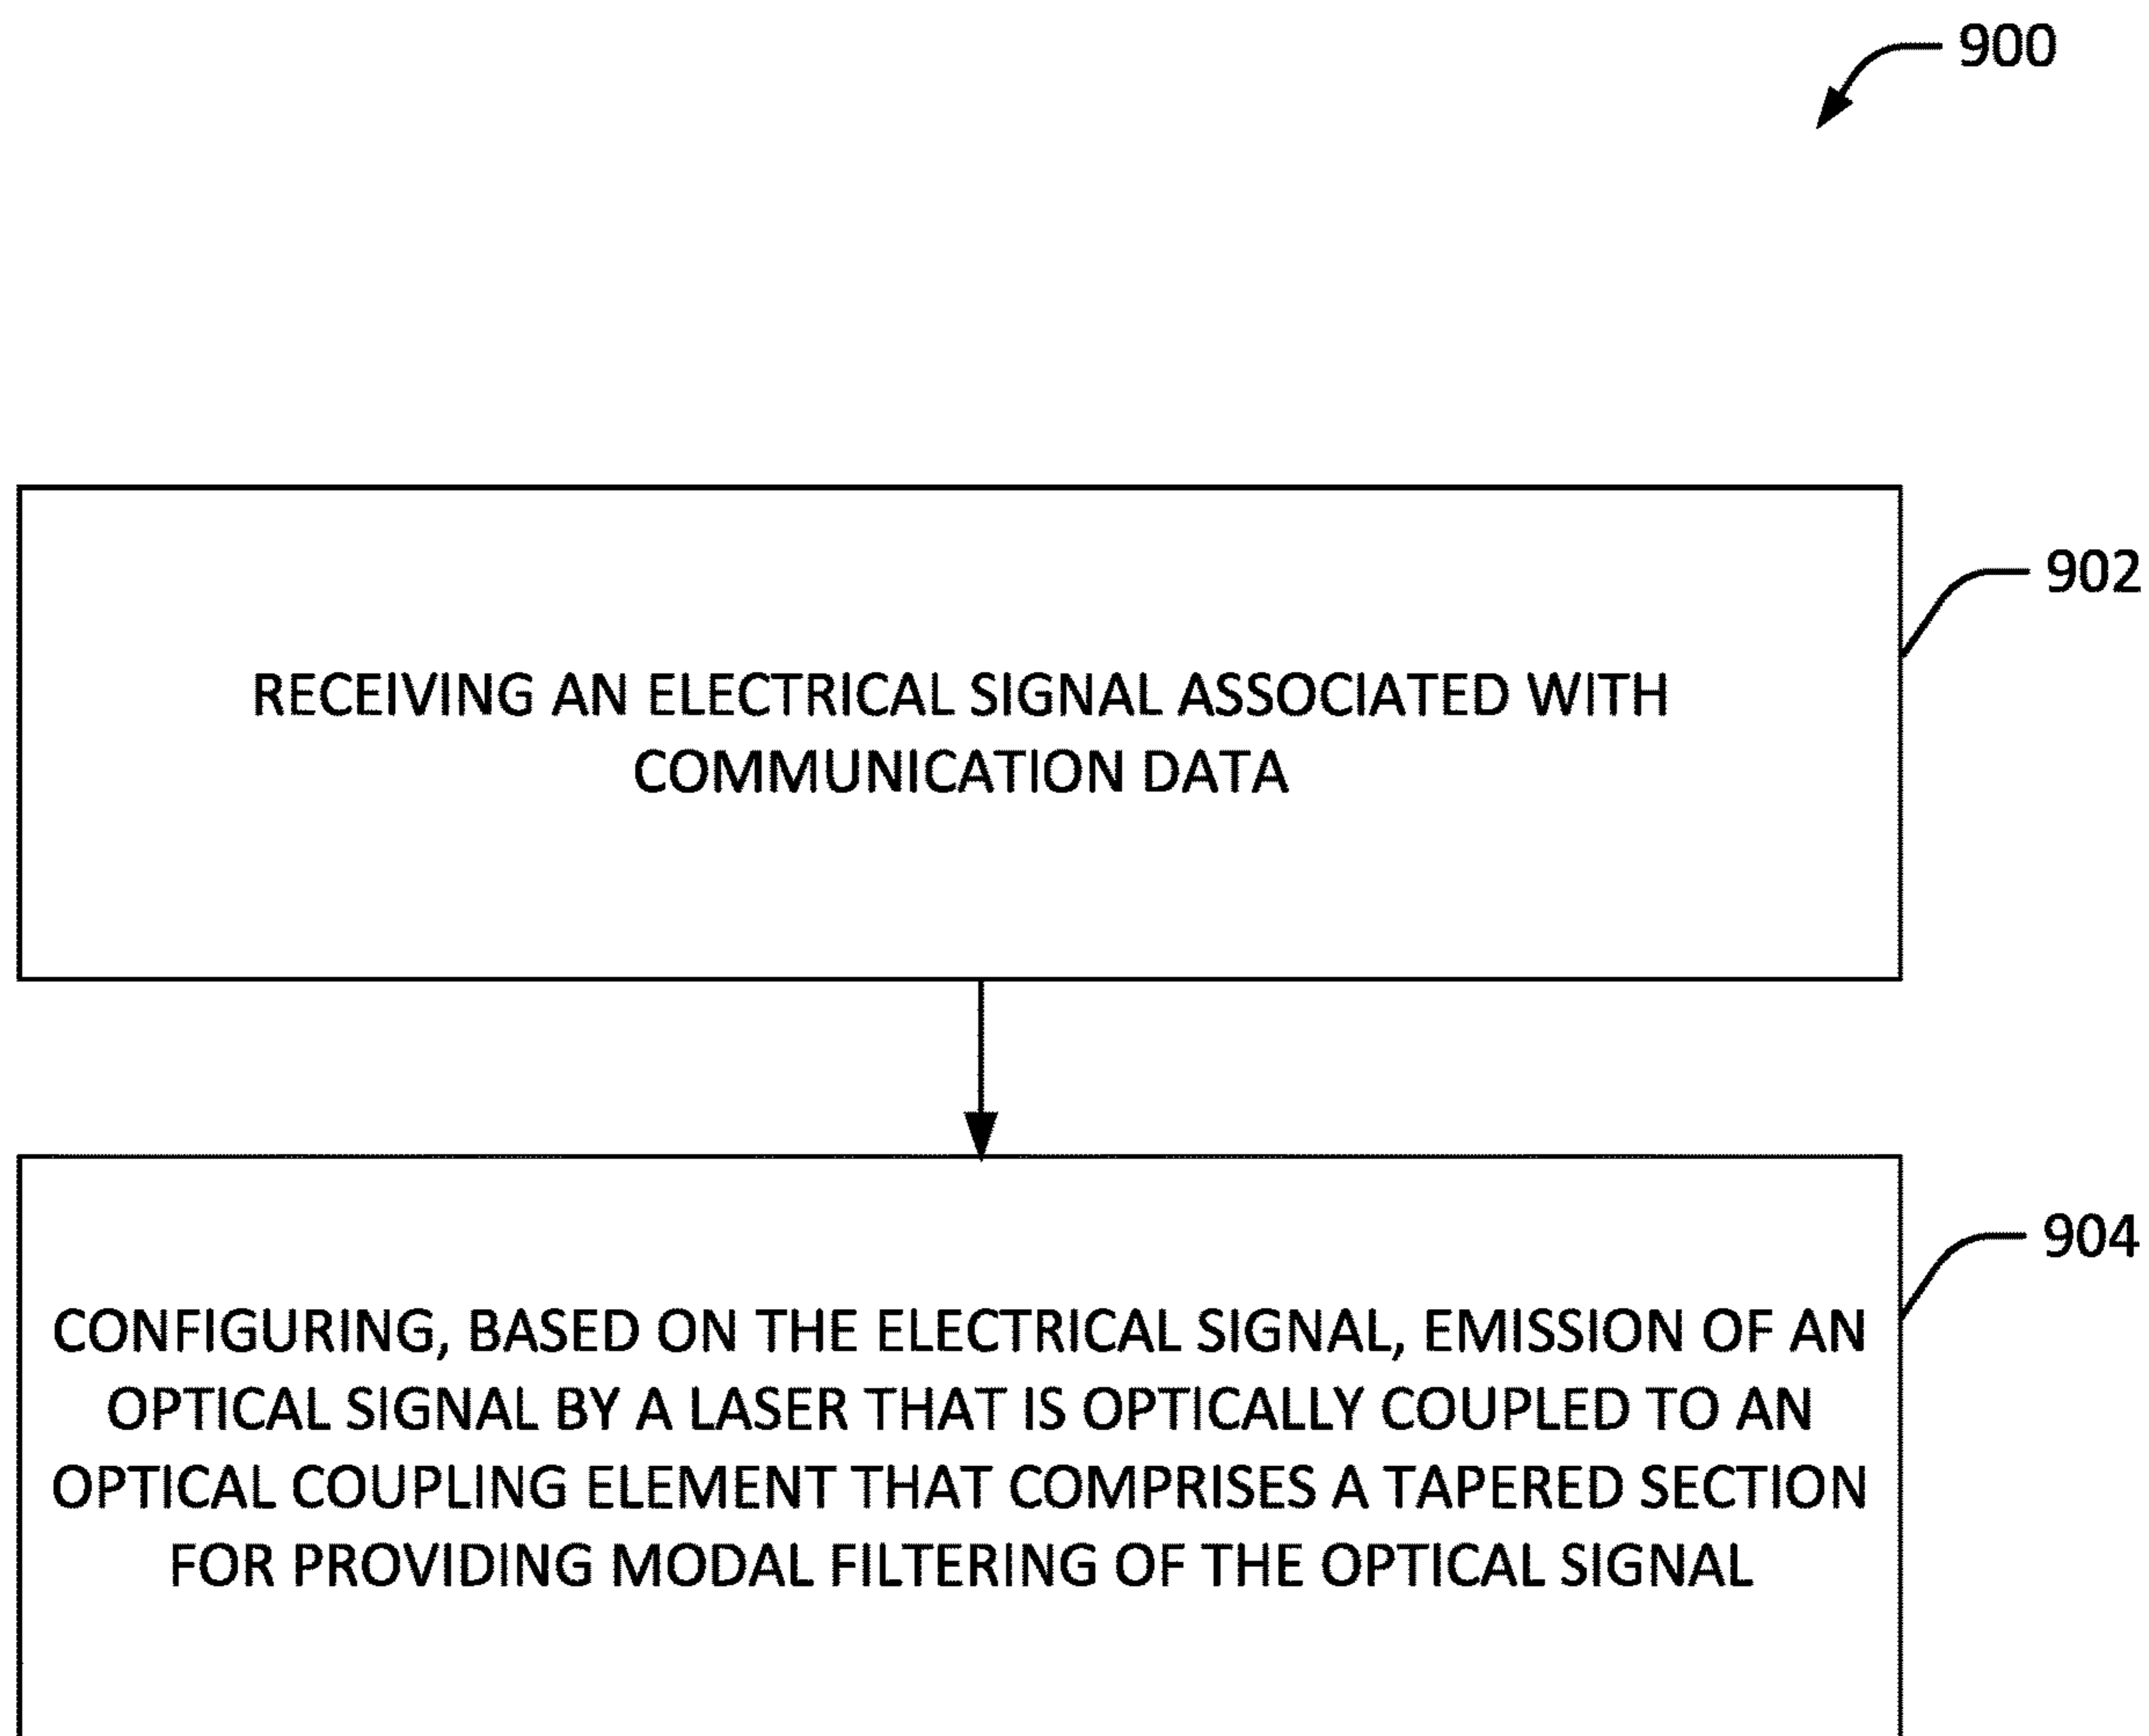 900
902
RECEIVING AN ELECTRICAL SIGNAL ASSOCIATED WITH
COMMUNICATION DATA
904
CONFIGURING, BASED ON THE ELECTRICAL SIGNAL, EMISSION OF AN
OPTICAL SIGNAL BY A LASER THAT IS OPTICALLY COUPLED TO AN
OPTICAL COUPLING ELEMENT THAT COMPRISES A TAPERED SECTION
FOR PROVIDING MODAL FILTERING OF THE OPTICAL SIGNAL